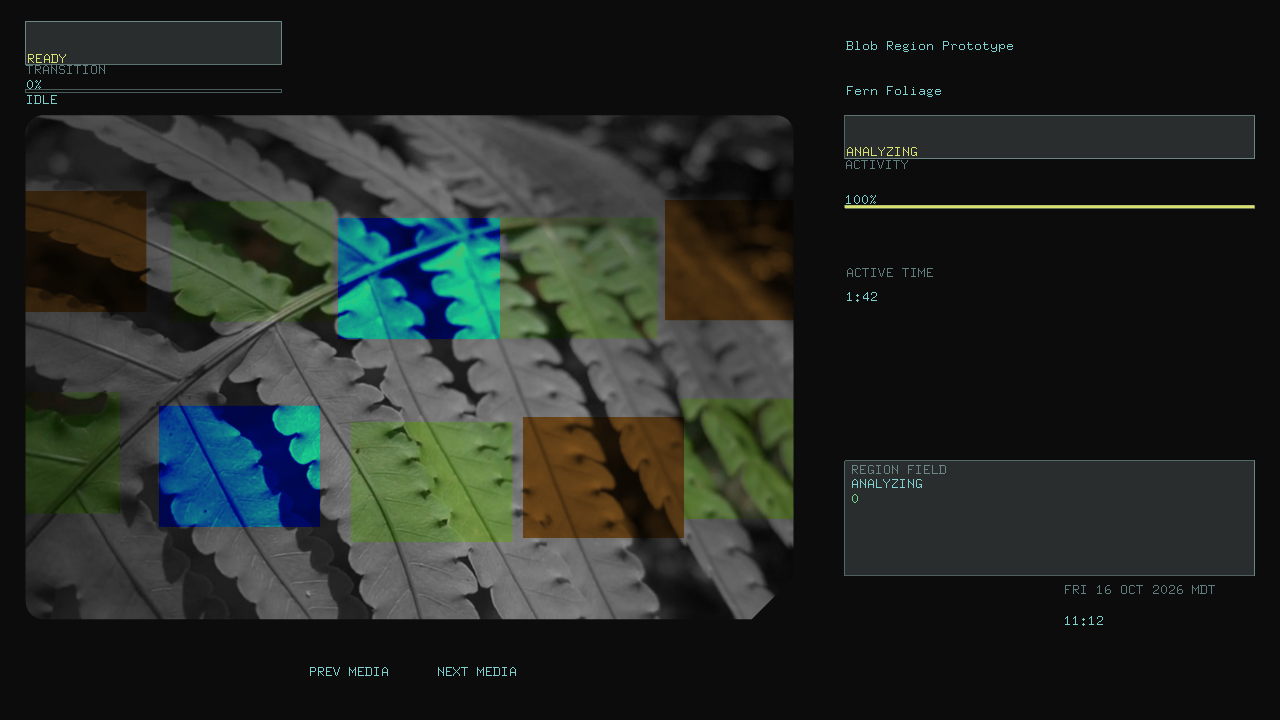 READY
TRANSITION
0%
IDLE
Blob Region Prototype
Fern Foliage
ANALYZING
ACTIVITY
100%
ACTIVE TIME
1:42
REGION FIELD
ANALYZING
0
FRI 16 OCT 2026 MDT
11:12
PREV MEDIA
NEXT MEDIA